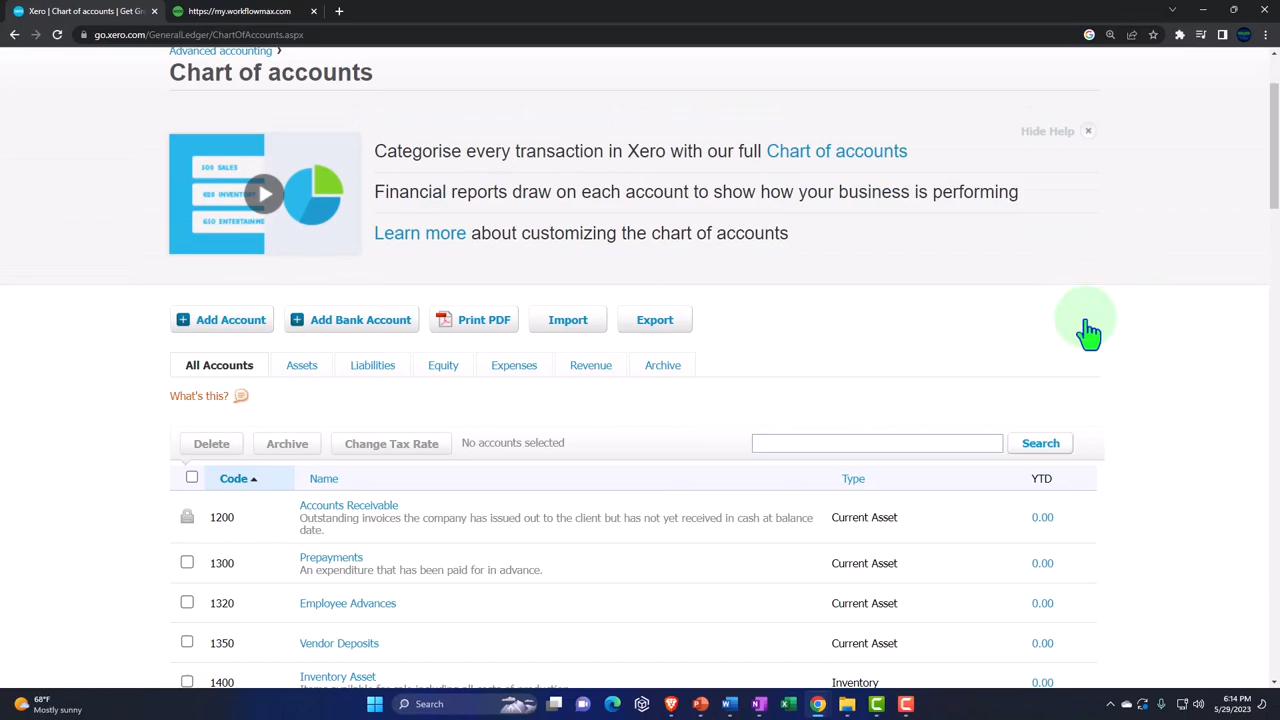 Xero | Xero | Get G
https://workflowmax.
go.xero.com/GeneralLedger/ChartOfAccounts.aspx
Advanced accounting ›
Chart of accounts
Hide Help
500 SALES
620 INVENTORY
650 ENTERTAINME
Categorise every transaction in Xero with our full Chart of accounts
Financial reports draw on each account to show how your business is performing
Learn more about customizing the chart of accounts
Add Account
Add Bank Account
Print PDF
Import
Export
All Accounts
Assets
Liabilities
Equity
Expenses
Revenue
Archive
What's this?
Delete
Archive
Change Tax Rate
No accounts selected
Search
Code
Name
Type
YTD
1200
Accounts Receivable
Outstanding invoices the company has issued out to the client but has not yet received in cash at balance
date.
Current Asset
0.00
1300
Prepayments
An expenditure that has been paid for in advance.
Current Asset
0.00
1320
Employee Advances
Current Asset
0.00
1350
Vendor Deposits
Current Asset
0.00
1400
Inventory Asset
Inventory
0.00
68°F
Mostly sunny
Search
6:14 PM
5/29/2023